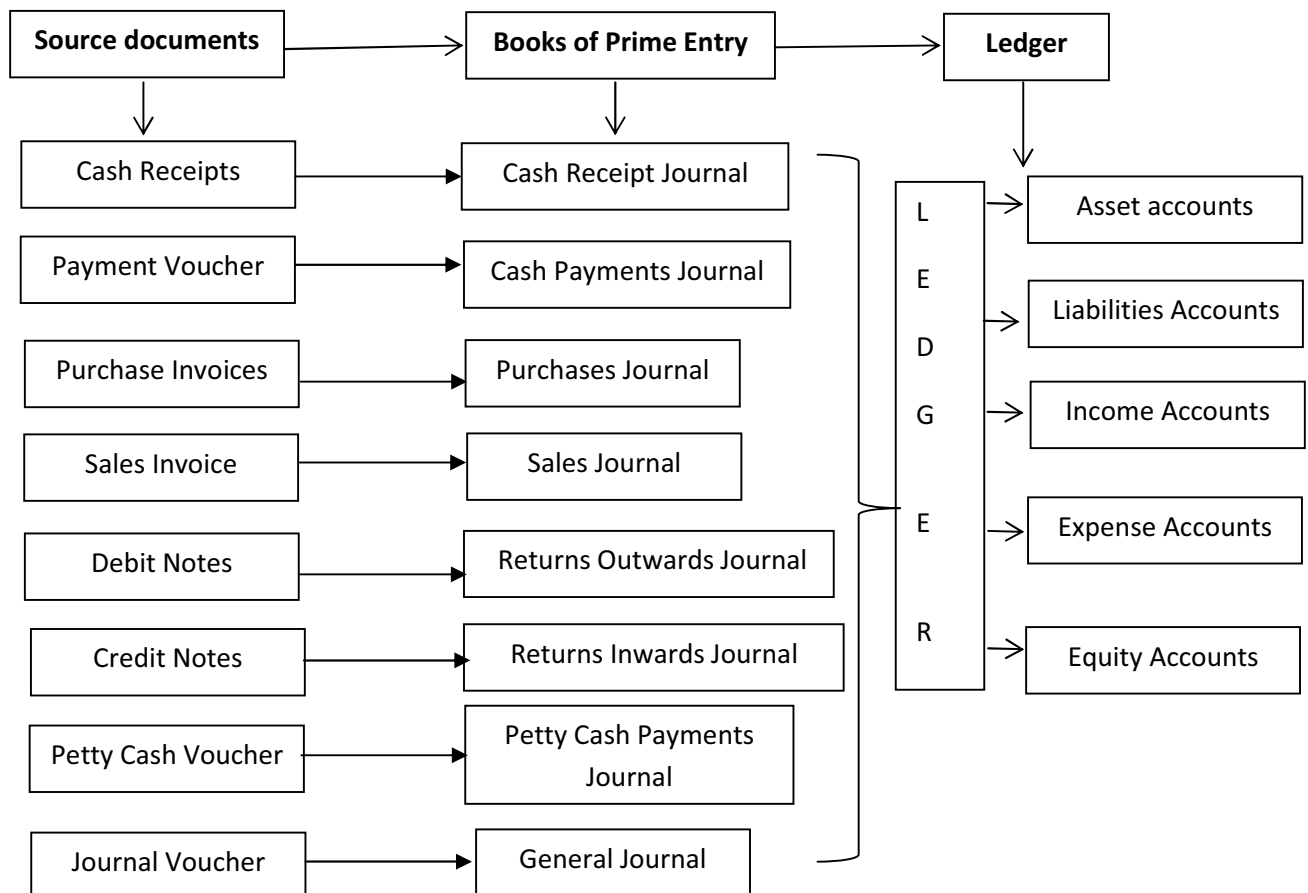 Source documents
Books of Prime Entry
Ledger
Cash Receipts
Cash Receipt Journal
Payment Voucher
Cash Payments Journal
Purchase Invoices
Purchases Journal
Sales Invoice
Sales Journal
Debit Notes
Returns Outwards Journal
Credit Notes
Returns Inwards Journal
Petty Cash Voucher
Petty Cash Payments
Journal
Journal Voucher
General Journal
L
E
D
G
E
R
Asset accounts
Liabilities Accounts
Income Accounts
Expense Accounts
Equity Accounts